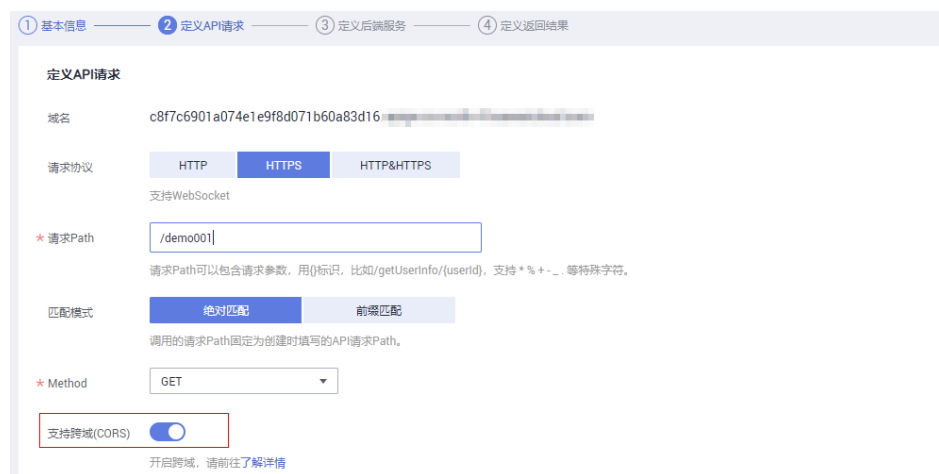 1 基本信息 2 定义API请求 3 定义后端服务 4 定义返回结果
定义API请求
域名 c8f7c6901a074e1e9f8d071b60a83d16
请求协议 HTTP HTTPS HTTP&HTTPS
支持WebSocket
* 请求Path /demo001
请求Path可以包含请求参数，用{}标识，比如/getUserInfo/{userId}，支持 * % + - _ . 等特殊字符。
匹配模式 绝对匹配 前缀匹配
调用的请求Path固定为创建时填写的API请求Path。
* Method GET
支持跨域(CORS)
开启跨域，请前往了解详情